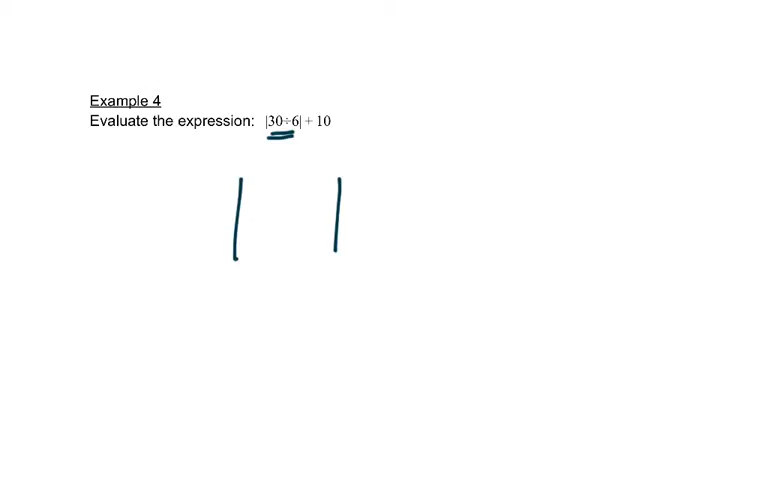 Example 4
Evaluate the expression: |30÷6| + 10
| |